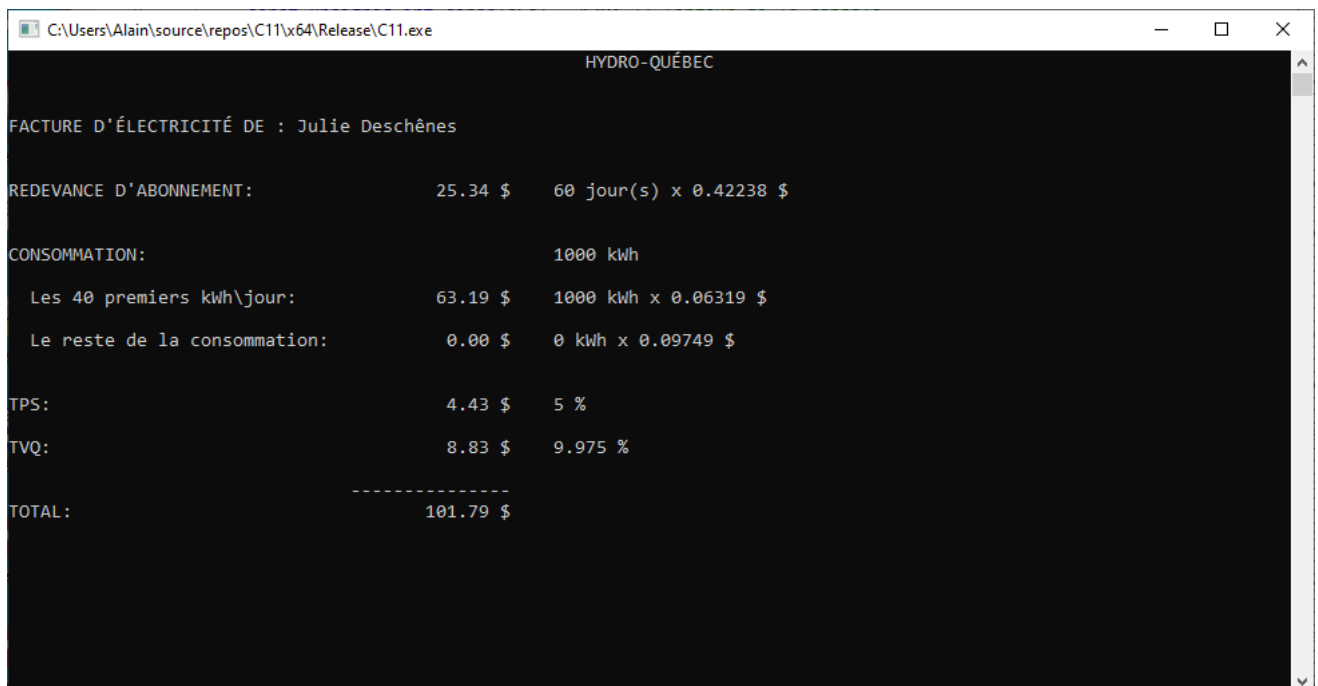 C:\Users\Alain\source\repos\C11\x64\Release\C11.exe
HYDRO-QUÉBEC
FACTURE D'ÉLECTRICITÉ DE : Julie Deschênes
REDEVANCE D'ABONNEMENT: 25.34 $ 60 jour(s) x 0.42238 $
CONSOMMATION: 1000 kWh
Les 40 premiers kWh\jour: 63.19 $ 1000 kWh x 0.06319 $
Le reste de la consommation: 0.00 $ 0 kWh x 0.09749 $
TPS: 4.43 $ 5 %
TVQ: 8.83 $ 9.975 %
---------------
TOTAL: 101.79 $